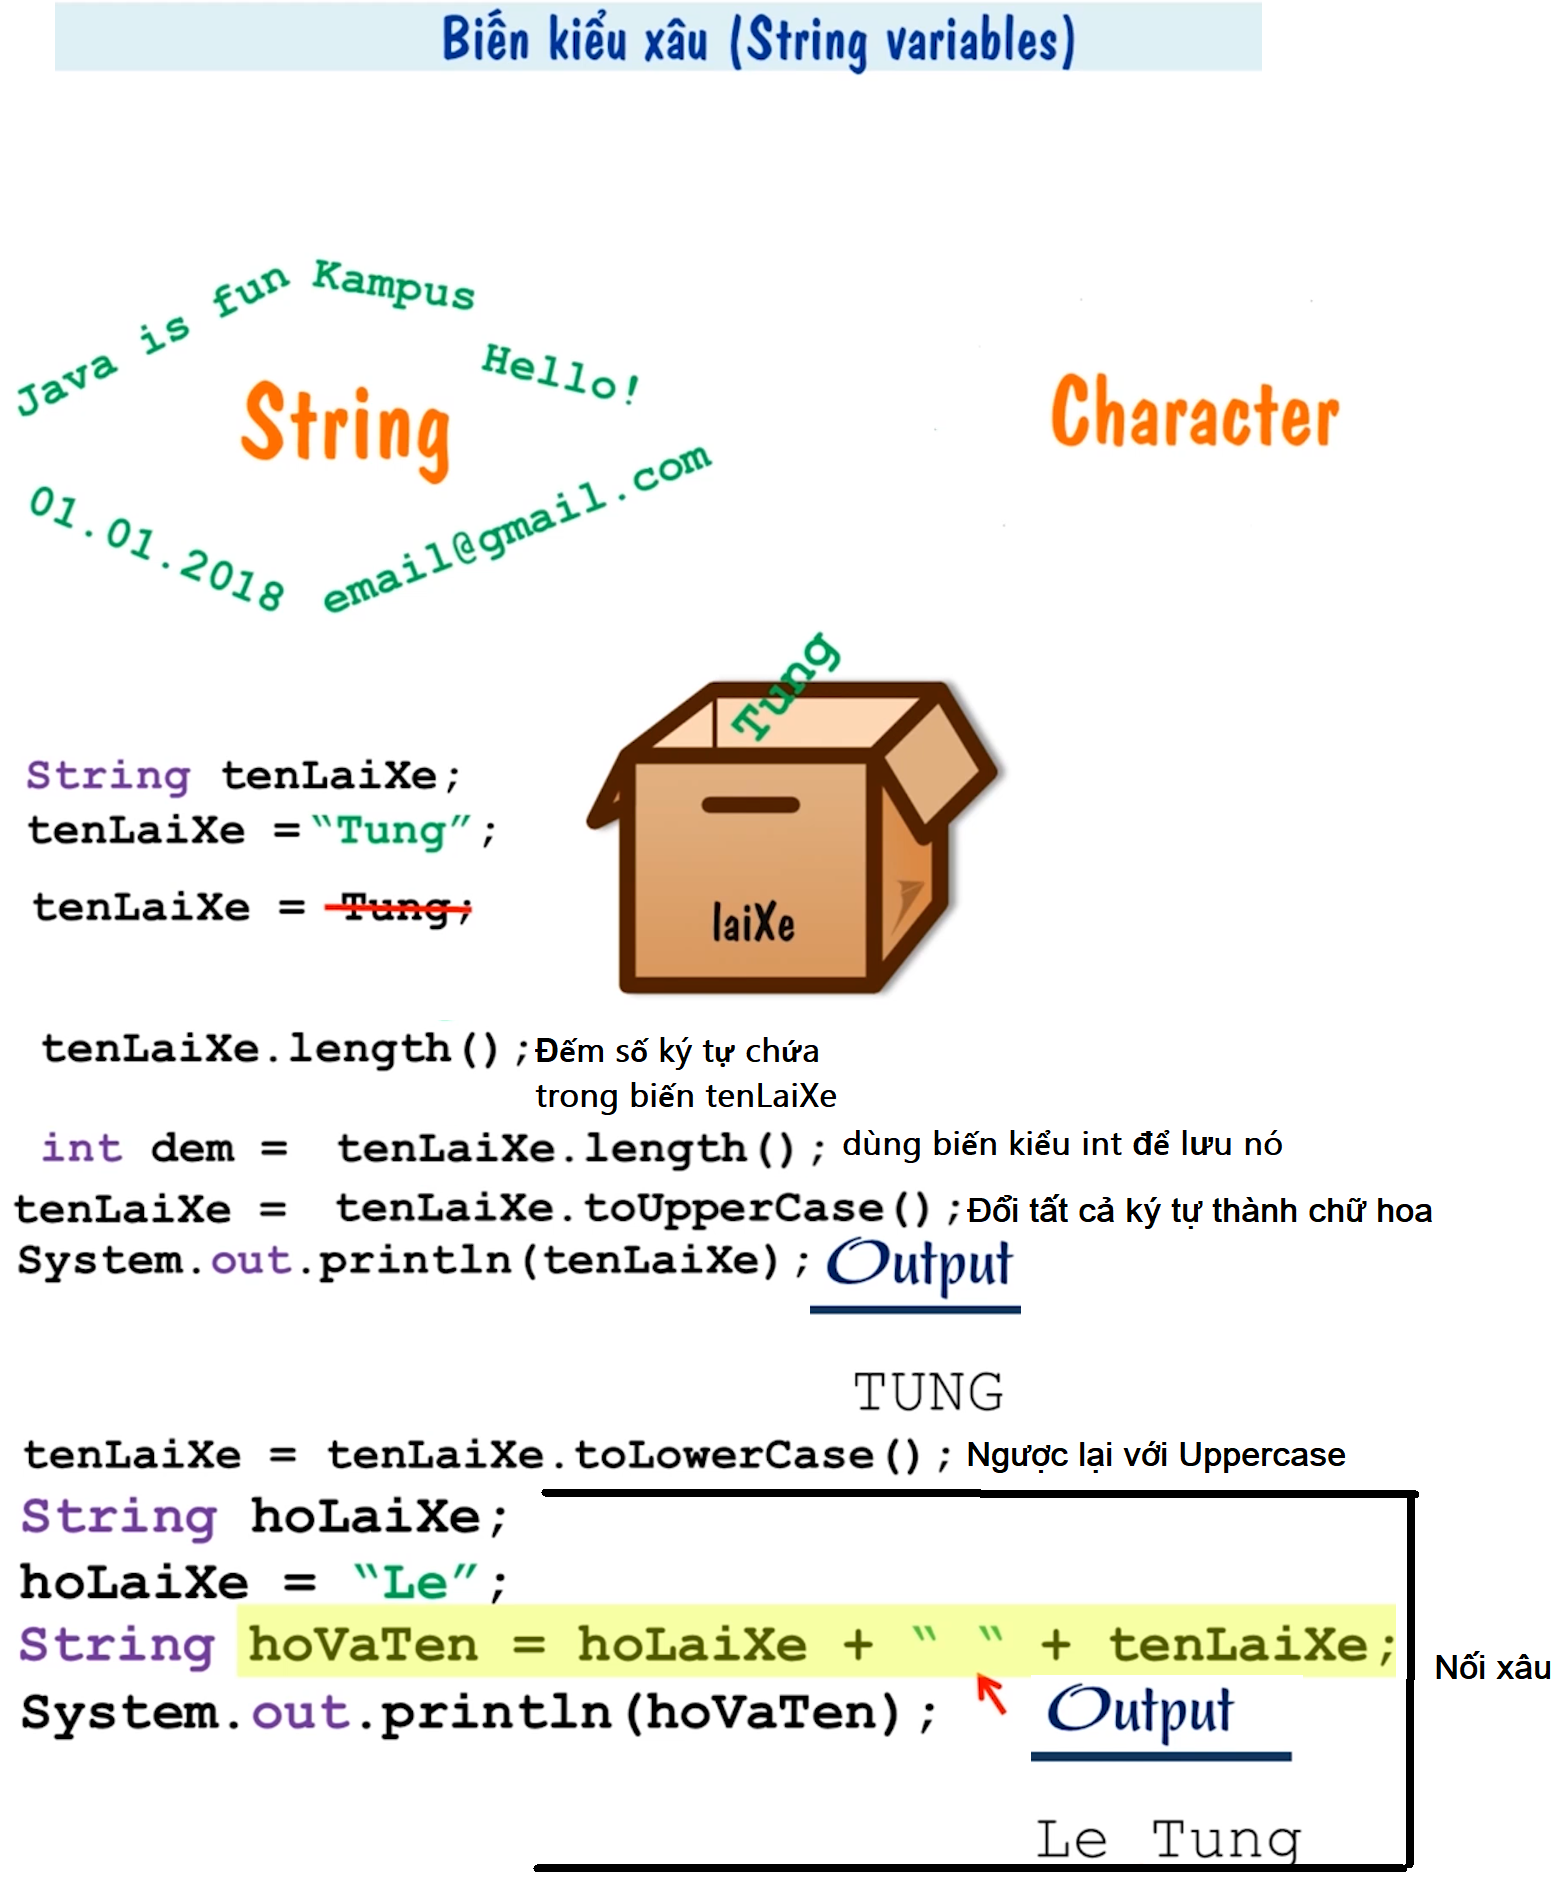 Biến kiểu xâu (String variables)
Java is fun Kampus
Hello!
String
Character
01.01.2018
email@gmail.com
Tung
String tenLaiXe;
tenLaiXe =“Tung”;
tenLaiXe = Tung;
laiXe
tenLaiXe.length();Đếm số ký tự chứa
trong biến tenLaiXe
int dem = tenLaiXe.length(); dùng biến kiểu int để lưu nó
tenLaiXe = tenLaiXe.toUpperCase();Đổi tất cả ký tự thành chữ hoa
System.out.println(tenLaiXe); Output
TUNG
tenLaiXe = tenLaiXe.toLowerCase(); Ngược lại với Uppercase
String hoLaiXe;
hoLaiXe = “Le”;
String hoVaTen = hoLaiXe + “ “ + tenLaiXe;
Nối xâu
System.out.println(hoVaTen); Output
Le Tung